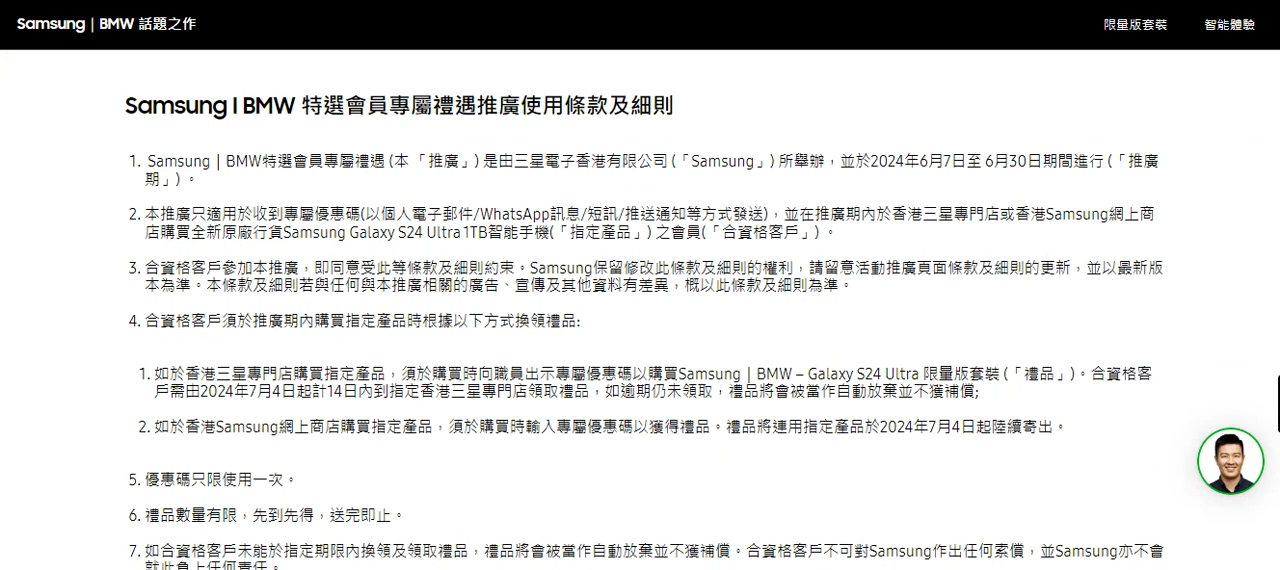 Samsung | BMW 話題之作
限量版套裝
智能體驗
Samsung I BMW 特選會員專屬禮遇推廣使用條款及細則
1. Samsung | BMW特選會員專屬禮遇 (本 「推廣」) 是由三星電子香港有限公司 (「Samsung」) 所舉辦，並於2024年6月7日至 6月30日期間進行 (「推廣
期」) 。
2. 本推廣只適用於收到專屬優惠碼(以個人電子郵件/WhatsApp訊息/短訊/推送通知等方式發送)，並在推廣期內於香港三星專門店或香港Samsung網上商
店購買全新原廠行貨Samsung Galaxy S24 Ultra 1TB智能手機(「指定產品」) 之會員(「合資格客戶」) 。
3. 合資格客戶參加本推廣，即同意受此等條款及細則約束。Samsung保留修改此條款及細則的權利，請留意活動推廣頁面條款及細則的更新，並以最新版
本為準。本條款及細則若與任何與本推廣相關的廣告、宣傳及其他資料有差異，概以此條款及細則為準。
4. 合資格客戶須於推廣期內購買指定產品時根據以下方式換領禮品:
1. 如於香港三星專門店購買指定產品，須於購買時向職員出示專屬優惠碼以購買Samsung | BMW – Galaxy S24 Ultra 限量版套裝 (「禮品」)。合資格客
戶需由2024年7月4日起計14日內到指定香港三星專門店領取禮品，如逾期仍未領取，禮品將會被當作自動放棄並不獲補償;
2. 如於香港Samsung網上商店購買指定產品，須於購買時輸入專屬優惠碼以獲得禮品。禮品將連用指定產品於2024年7月4日起陸續寄出。
5. 優惠碼只限使用一次。
6. 禮品數量有限，先到先得，送完即止。
7. 如合資格客戶未能於指定期限內換領及領取禮品，禮品將會被當作自動放棄並不獲補償。合資格客戶不可對Samsung作出任何索償，並Samsung亦不會
就此負上任何責任。